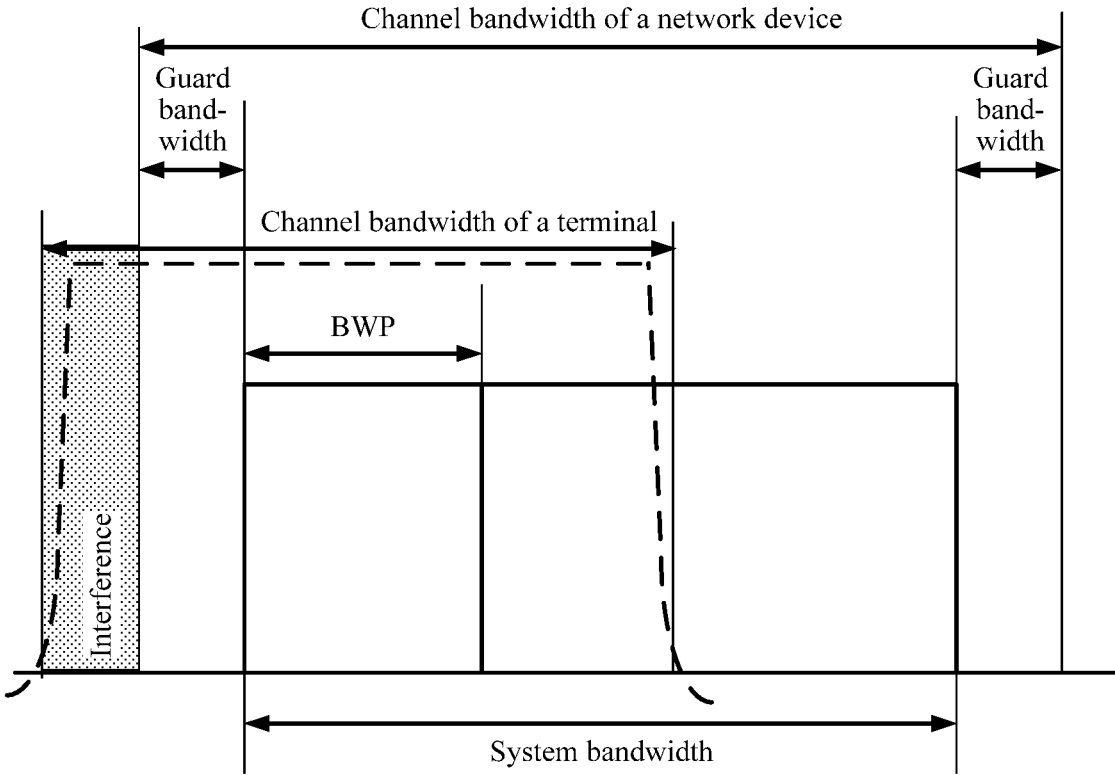 Channel bandwidth of a network device
Guard
band-
width
Guard
band-
width
Channel bandwidth of a terminal
BWP
Interference
System bandwidth